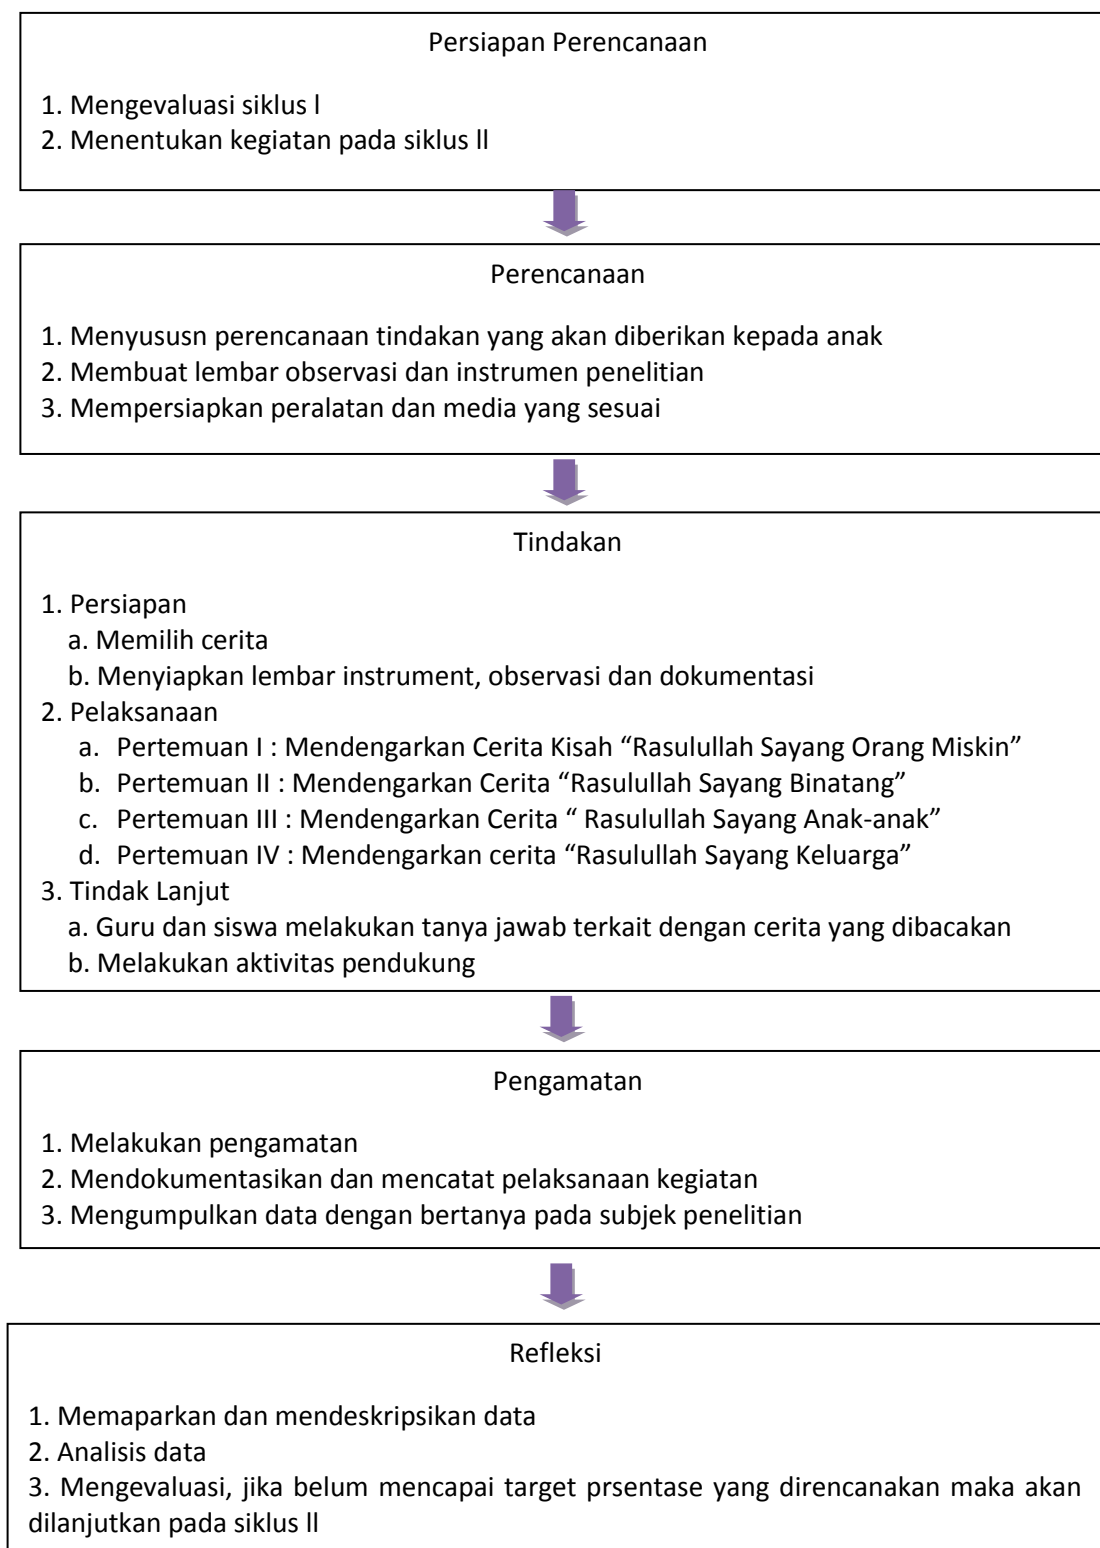 Persiapan Perencanaan
1. Mengevaluasi siklus l
2. Menentukan kegiatan pada siklus ll
Perencanaan
1. Menyususn perencanaan tindakan yang akan diberikan kepada anak
2. Membuat lembar observasi dan instrumen penelitian
3. Mempersiapkan peralatan dan media yang sesuai
Tindakan
1. Persiapan
a. Memilih cerita
b. Menyiapkan lembar instrument, observasi dan dokumentasi
2. Pelaksanaan
a. Pertemuan I : Mendengarkan Cerita Kisah “Rasulullah Sayang Orang Miskin”
b. Pertemuan II : Mendengarkan Cerita “Rasulullah Sayang Binatang”
c. Pertemuan III : Mendengarkan Cerita “ Rasulullah Sayang Anak-anak”
d. Pertemuan IV : Mendengarkan cerita “Rasulullah Sayang Keluarga”
3. Tindak Lanjut
a. Guru dan siswa melakukan tanya jawab terkait dengan cerita yang dibacakan
b. Melakukan aktivitas pendukung
Pengamatan
1. Melakukan pengamatan
2. Mendokumentasikan dan mencatat pelaksanaan kegiatan
3. Mengumpulkan data dengan bertanya pada subjek penelitian
Refleksi
1. Memaparkan dan mendeskripsikan data
2. Analisis data
3. Mengevaluasi, jika belum mencapai target prsentase yang direncanakan maka akan
dilanjutkan pada siklus ll